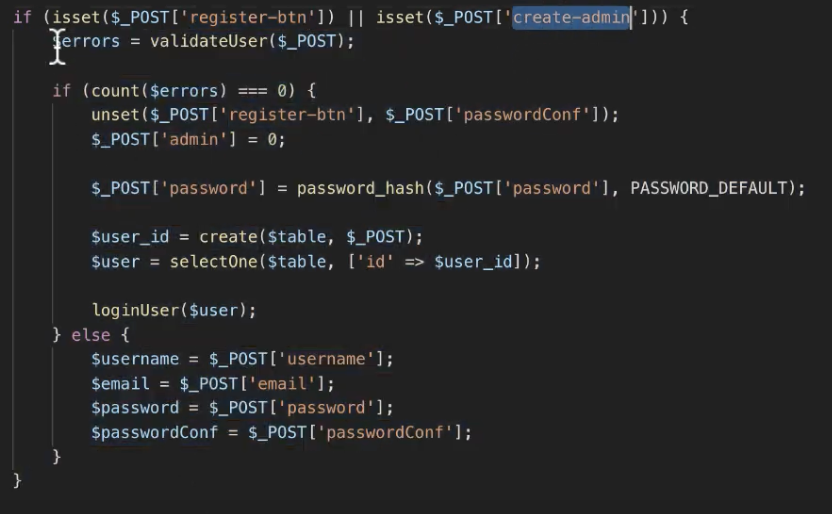 if (isset($_POST['register-btn']) || isset($_POST['create-admin'])) {
$errors = validateUser($_POST);
if (count($errors) === 0) {
unset($_POST['register-btn'], $_POST['passwordConf']);
$_POST['admin'] = 0;
$_POST['password'] = password_hash($_POST['password'], PASSWORD_DEFAULT);
$user_id = create($table, $_POST);
$user = selectOne($table, ['id' => $user_id]);
loginUser($user);
} else {
$username = $_POST['username'];
$email = $_POST['email'];
$password = $_POST['password'];
$passwordConf = $_POST['passwordConf'];
}
}